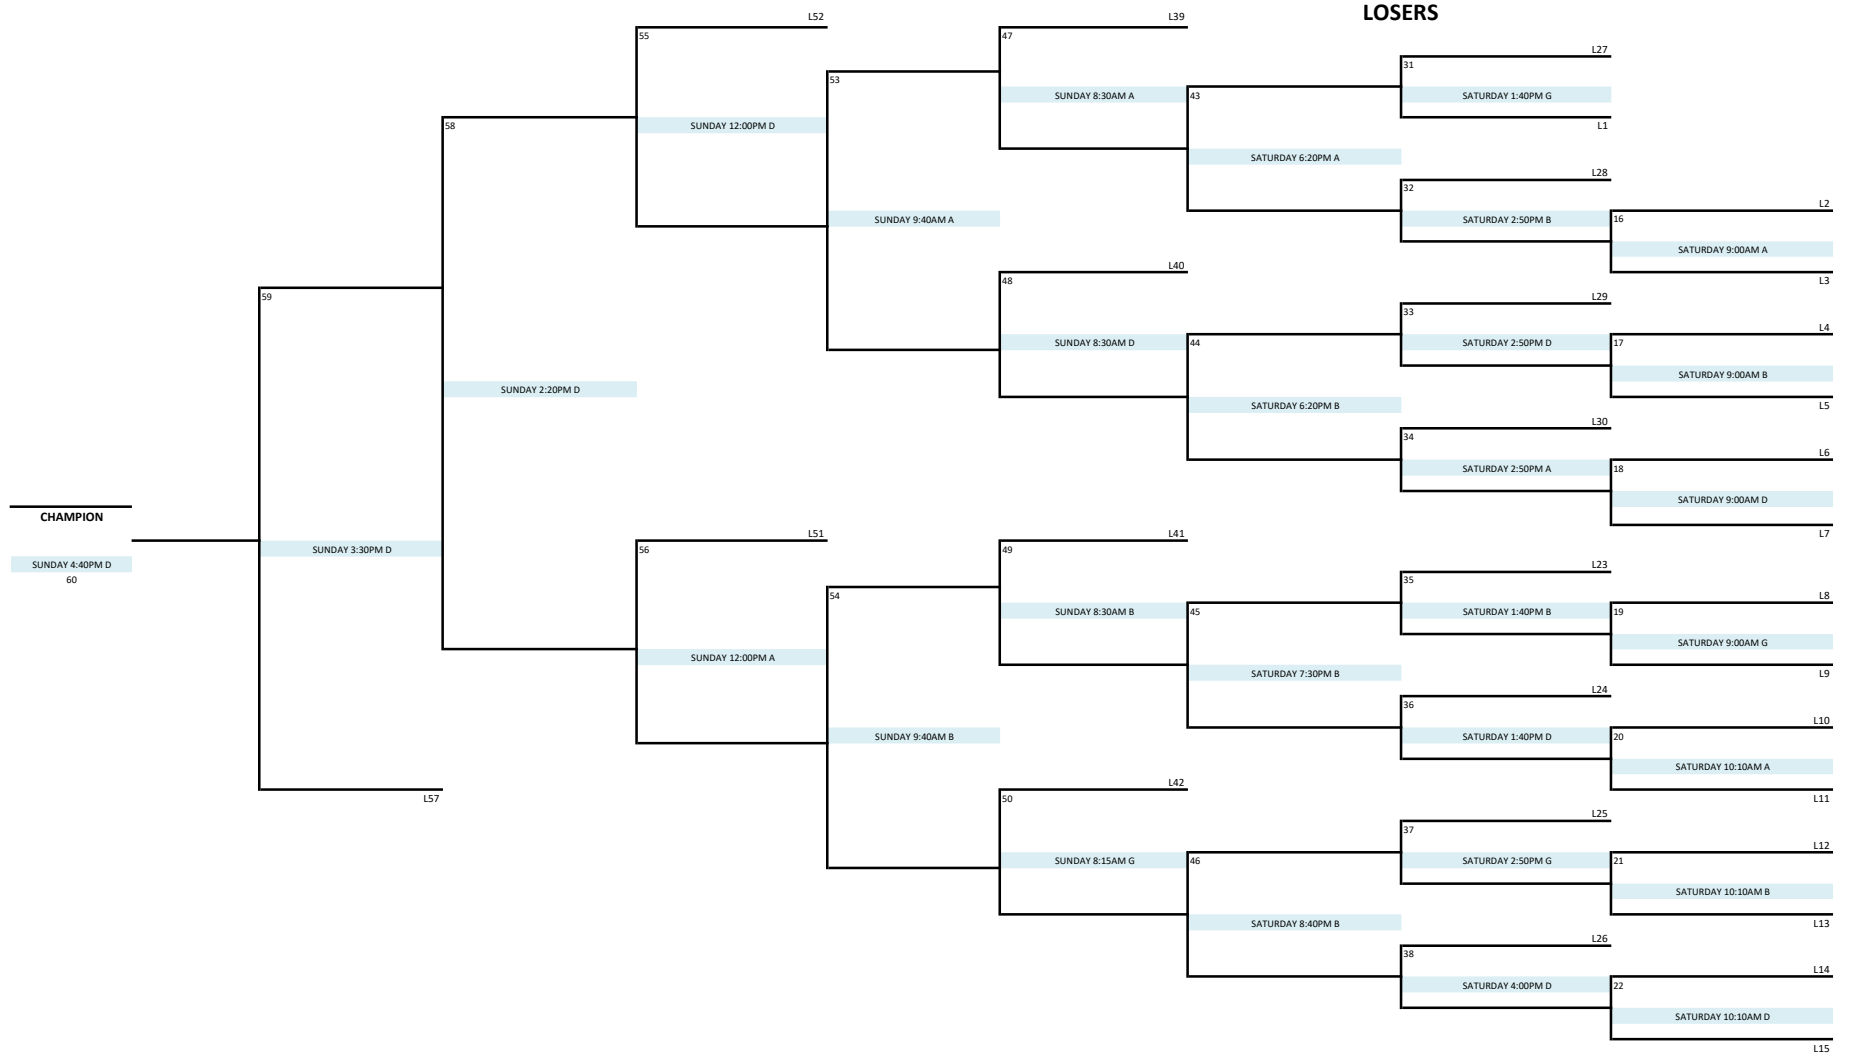 LOSERS
L52
L39
55
47
L27
31
53
SUNDAY 8:30AM A
43
SATURDAY 1:40PM G
58
SUNDAY 12:00PM D
L1
SATURDAY 6:20PM A
L28
32
L2
SUNDAY 9:40AM A
SATURDAY 2:50PM B
16
SATURDAY 9:00AM A
L40
48
L3
59
L29
33
L4
SUNDAY 8:30AM D
44
SATURDAY 2:50PM D
17
SATURDAY 9:00AM B
SUNDAY 2:20PM D
SATURDAY 6:20PM B
L5
L30
34
L6
SATURDAY 2:50PM A
18
SATURDAY 9:00AM D
CHAMPION
L51
L41
L7
SUNDAY 3:30PM D
56
49
SUNDAY 4:40PM D
L23
60
35
54
L8
SUNDAY 8:30AM B
45
SATURDAY 1:40PM B
19
SATURDAY 9:00AM G
SUNDAY 12:00PM A
SATURDAY 7:30PM B
L9
L24
36
L10
SUNDAY 9:40AM B
SATURDAY 1:40PM D
20
SATURDAY 10:10AM A
L42
L57
50
L11
L25
37
L12
SUNDAY 8:15AM G
46
SATURDAY 2:50PM G
21
SATURDAY 10:10AM B
SATURDAY 8:40PM B
L13
L26
38
L14
SATURDAY 4:00PM D
22
SATURDAY 10:10AM D
L15